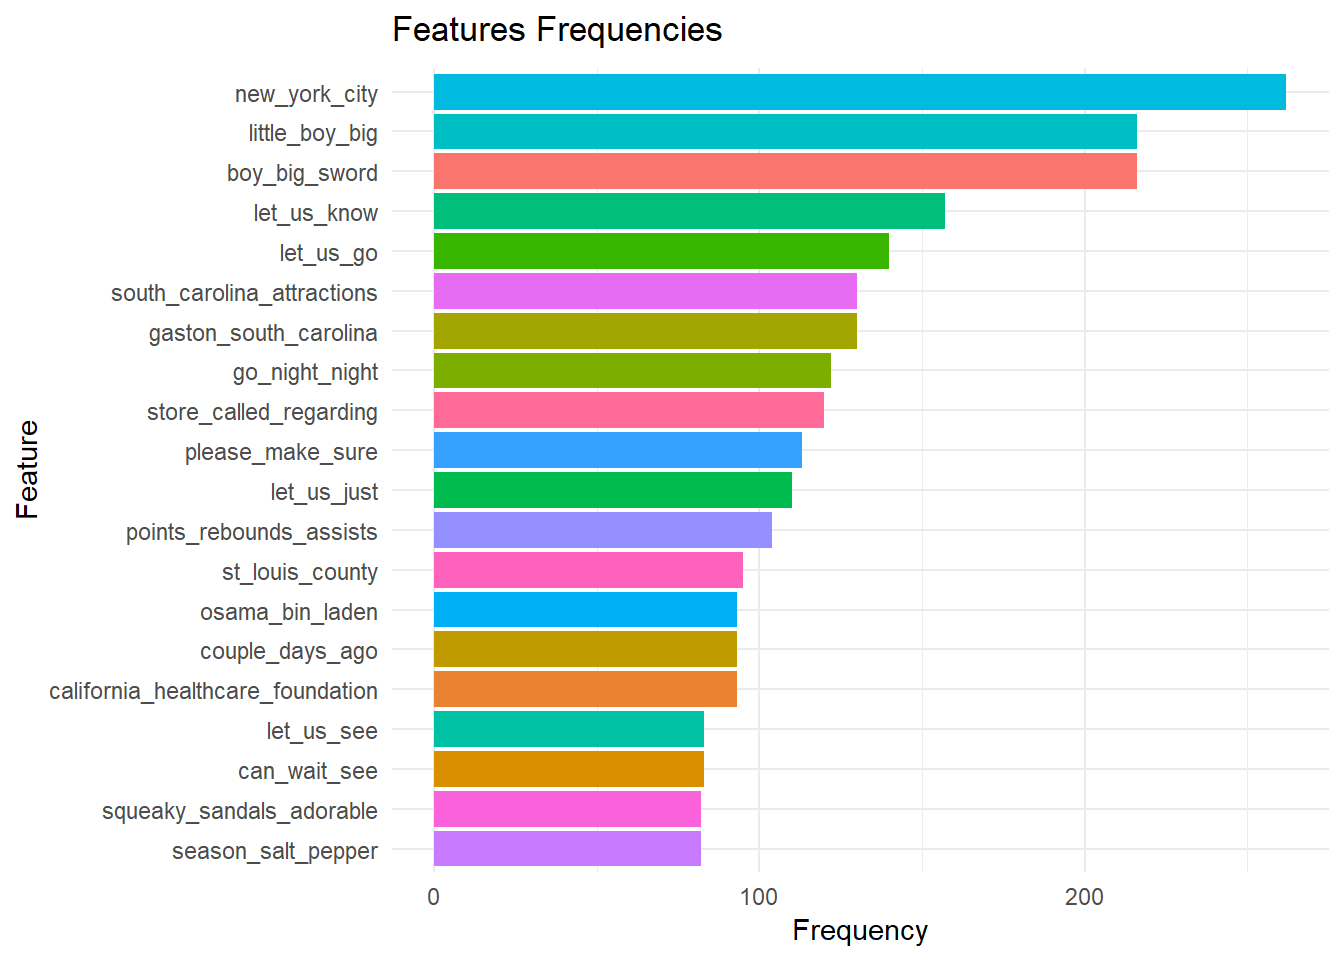 Features Frequencies
new_york_city
little_boy_big
boy_big_sword
let_us_know
let_us_go
south_carolina_attractions
gaston_south_carolina
go_night_night
store_called_regarding
please_make_sure
let_us_just
points_rebounds_assists
st_louis_county
osama_bin_laden
couple_days_ago
california_healthcare_foundation
let_us_see
can_wait_see
squeaky_sandals_adorable
season_salt_pepper
Feature
0 100 200
Frequency